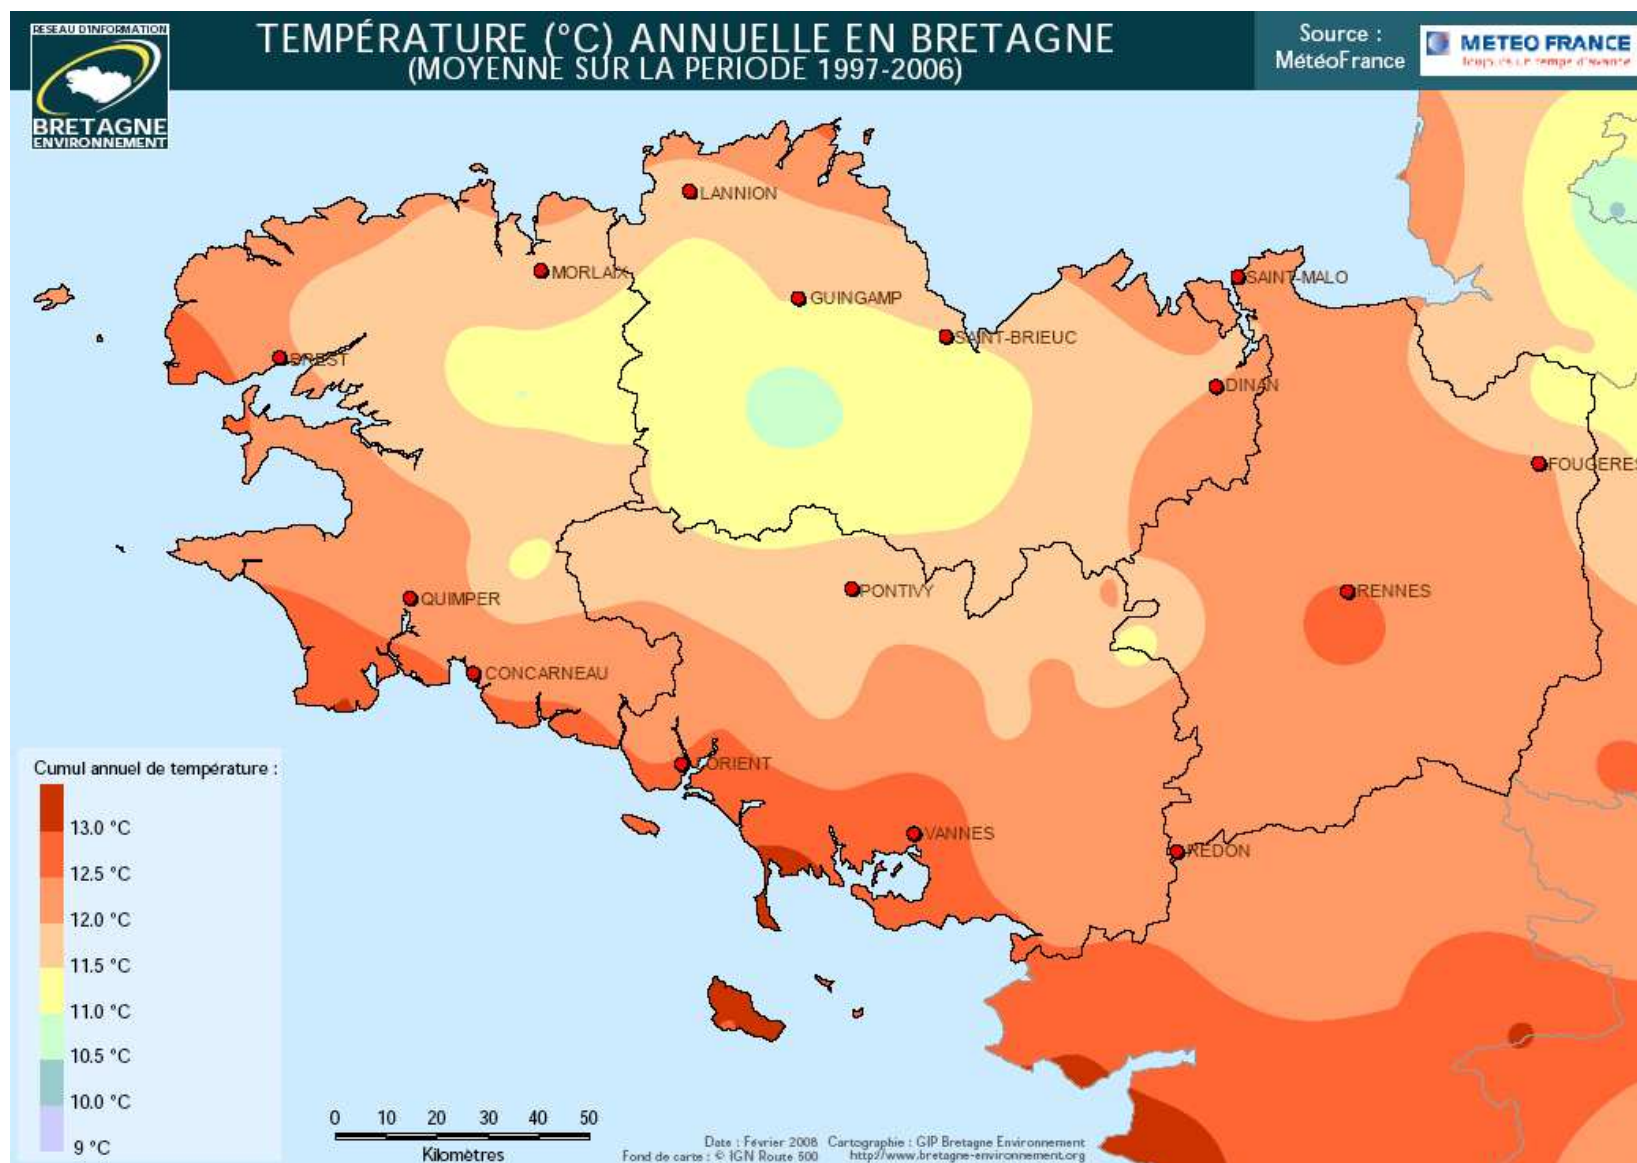 RESEAU D'INFORMATION
BRETAGNE
ENVIRONNEMENT
TEMPÉRATURE (°C) ANNUELLE EN BRETAGNE
(MOYENNE SUR LA PERIODE 1997-2006)
Source :
MétéoFrance
METEO FRANCE
Toujours un temps d'avance
LANNION
MORLAIX
GUINGAMP
SAINT-MALO
SAINT-BRIEUC
BREST
DINAN
FOUGERES
PONTIVY
RENNES
QUIMPER
CONCARNEAU
LORIENT
VANNES
REDON
Cumul annuel de température :
13.0 °C
12.5 °C
12.0 °C
11.5 °C
11.0 °C
10.5 °C
10.0 °C
9 °C
0 10 20 30 40 50
Kilomètres
Date : Février 2008 Cartographie : GIP Bretagne Environnement
Fond de carte : © IGN Route 500 http://www.bretagne-environnement.org